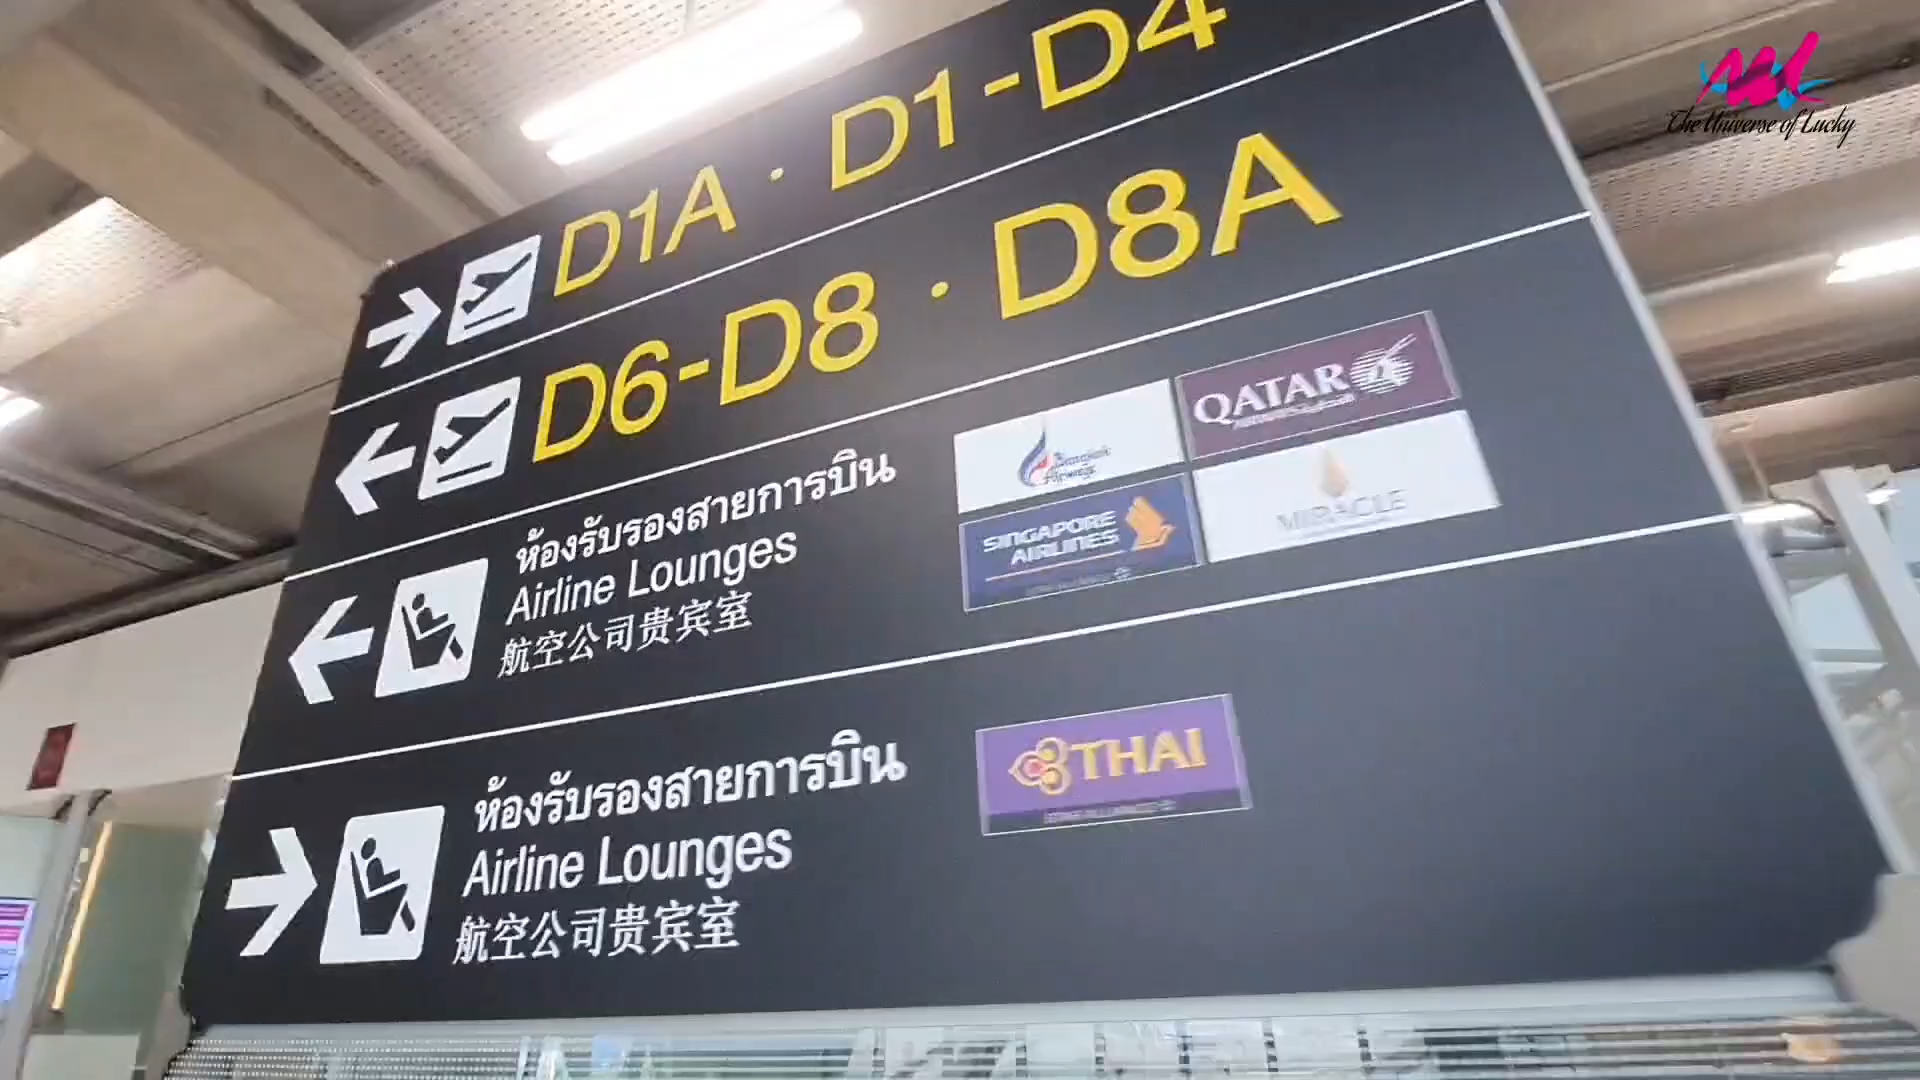 The Universe of Lucky
D1A · D1-D4
D6-D8 · D8A
ห้องรับรองสายการบิน
Airline Lounges
航空公司贵宾室
QATAR
Bangkok
Airways
SINGAPORE
AIRLINES
MIRACLE
ห้องรับรองสายการบิน
Airline Lounges
航空公司贵宾室
THAI